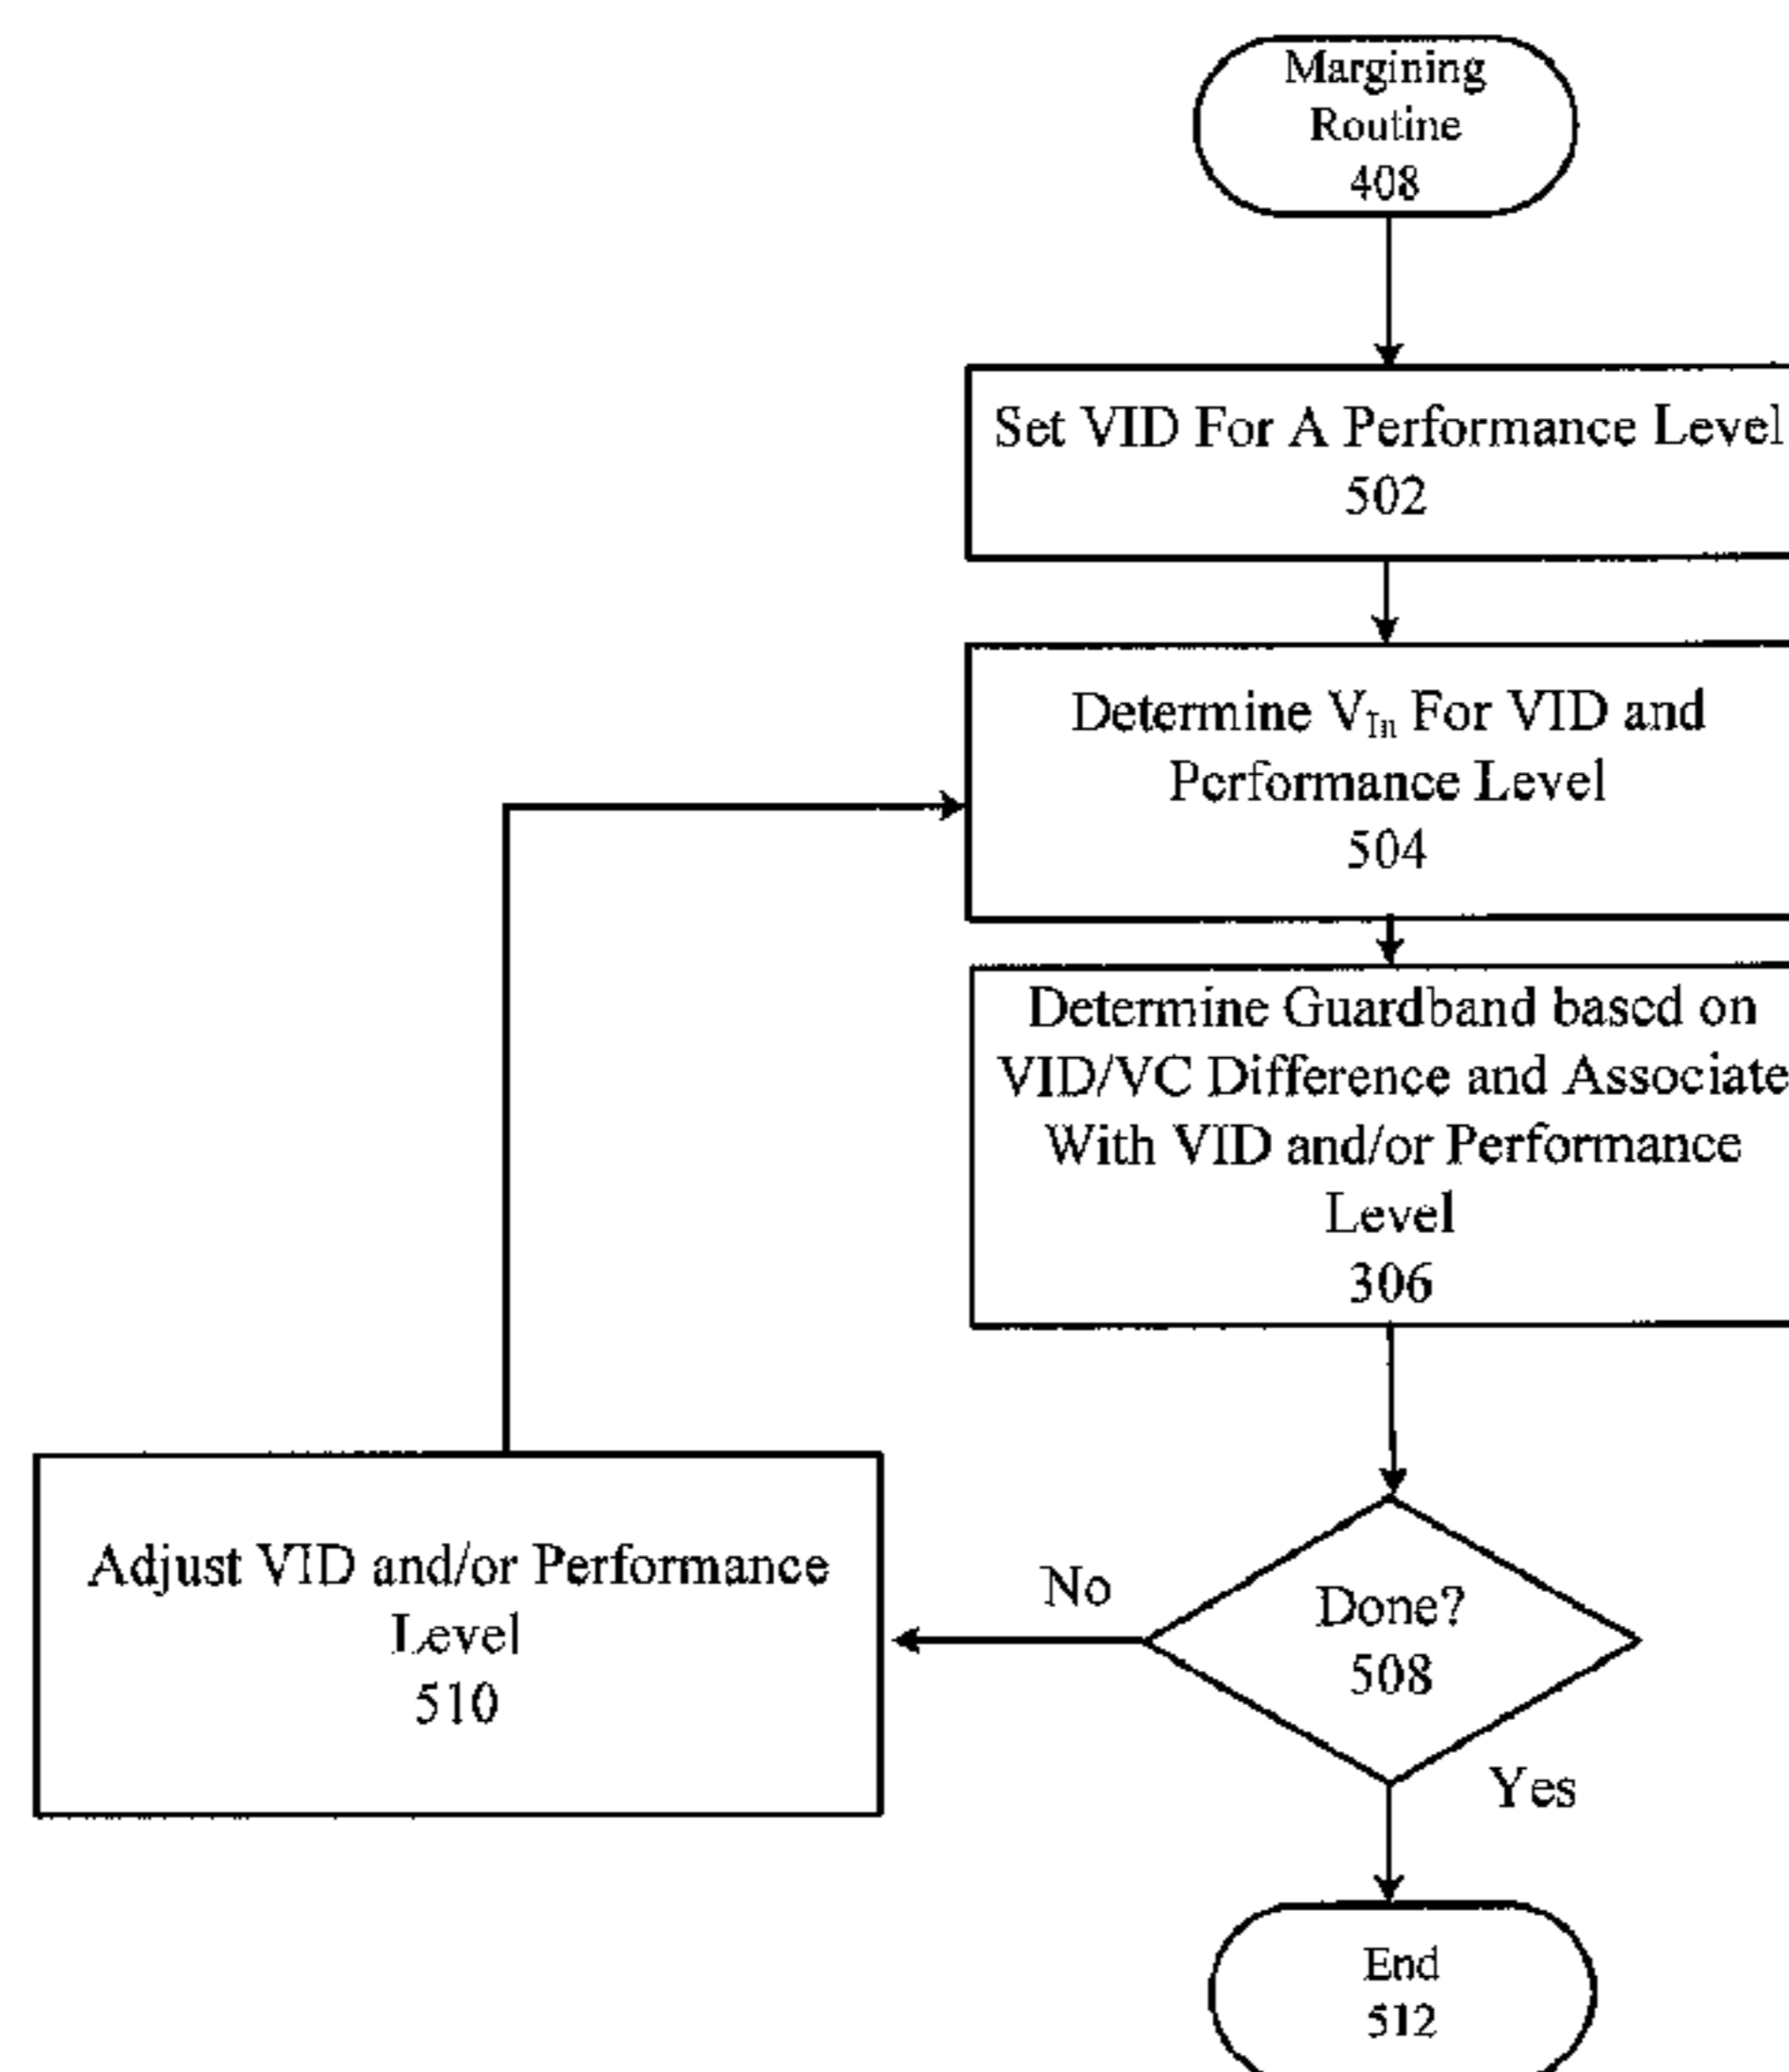 Margining
Routine
408
Set VID For A Performance Level
502
Determine VIn For VID and
Performance Level
504
Determine Guardband based on
VID/VC Difference and Associate
With VID and/or Performance
Level
306
Adjust VID and/or Performance
Level
510
No
Done?
508
Yes
End
512